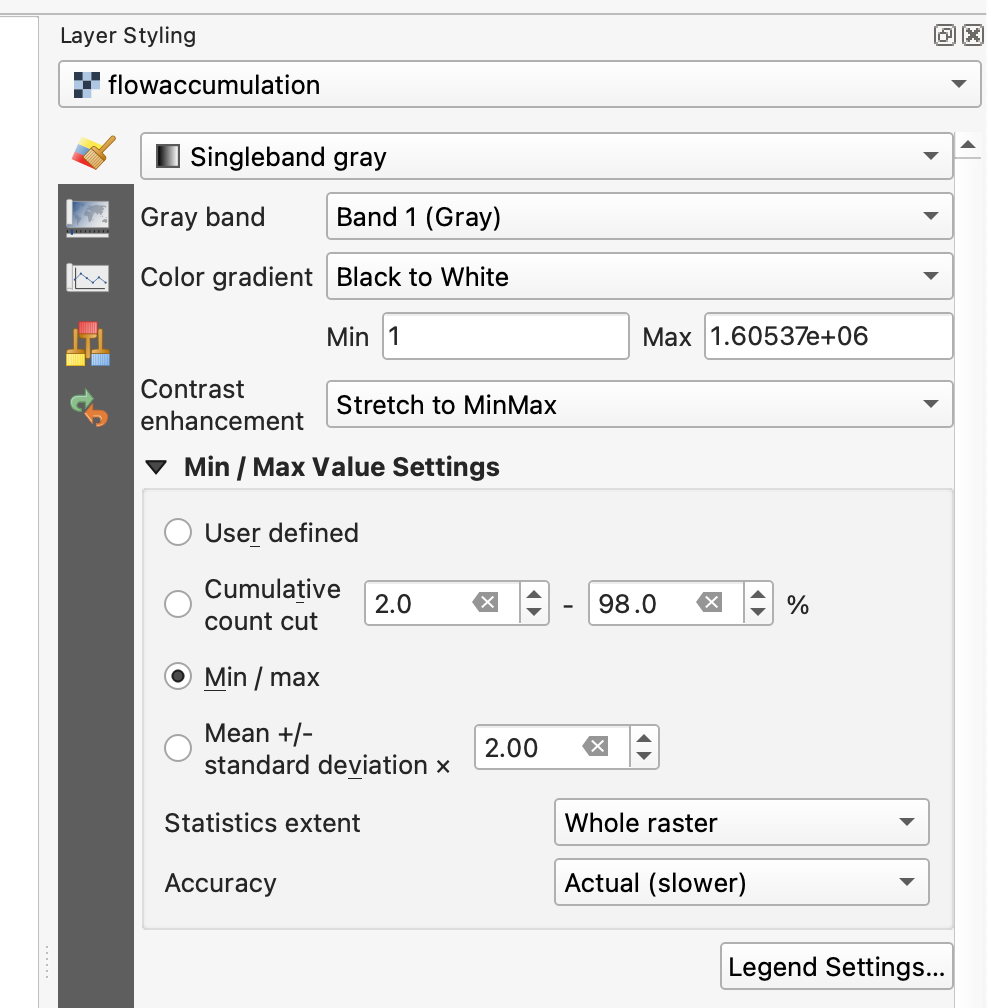 Layer Styling
flowaccumulation
Singleband gray
Gray band Band 1 (Gray)
Color gradient Black to White
Min 1 Max 1.60537e+06
Contrast
enhancement Stretch to MinMax
Min / Max Value Settings
User defined
Cumulative
count cut 2.0 - 98.0 %
Min / max
Mean +/-
standard deviation × 2.00
Statistics extent Whole raster
Accuracy Actual (slower)
Legend Settings...